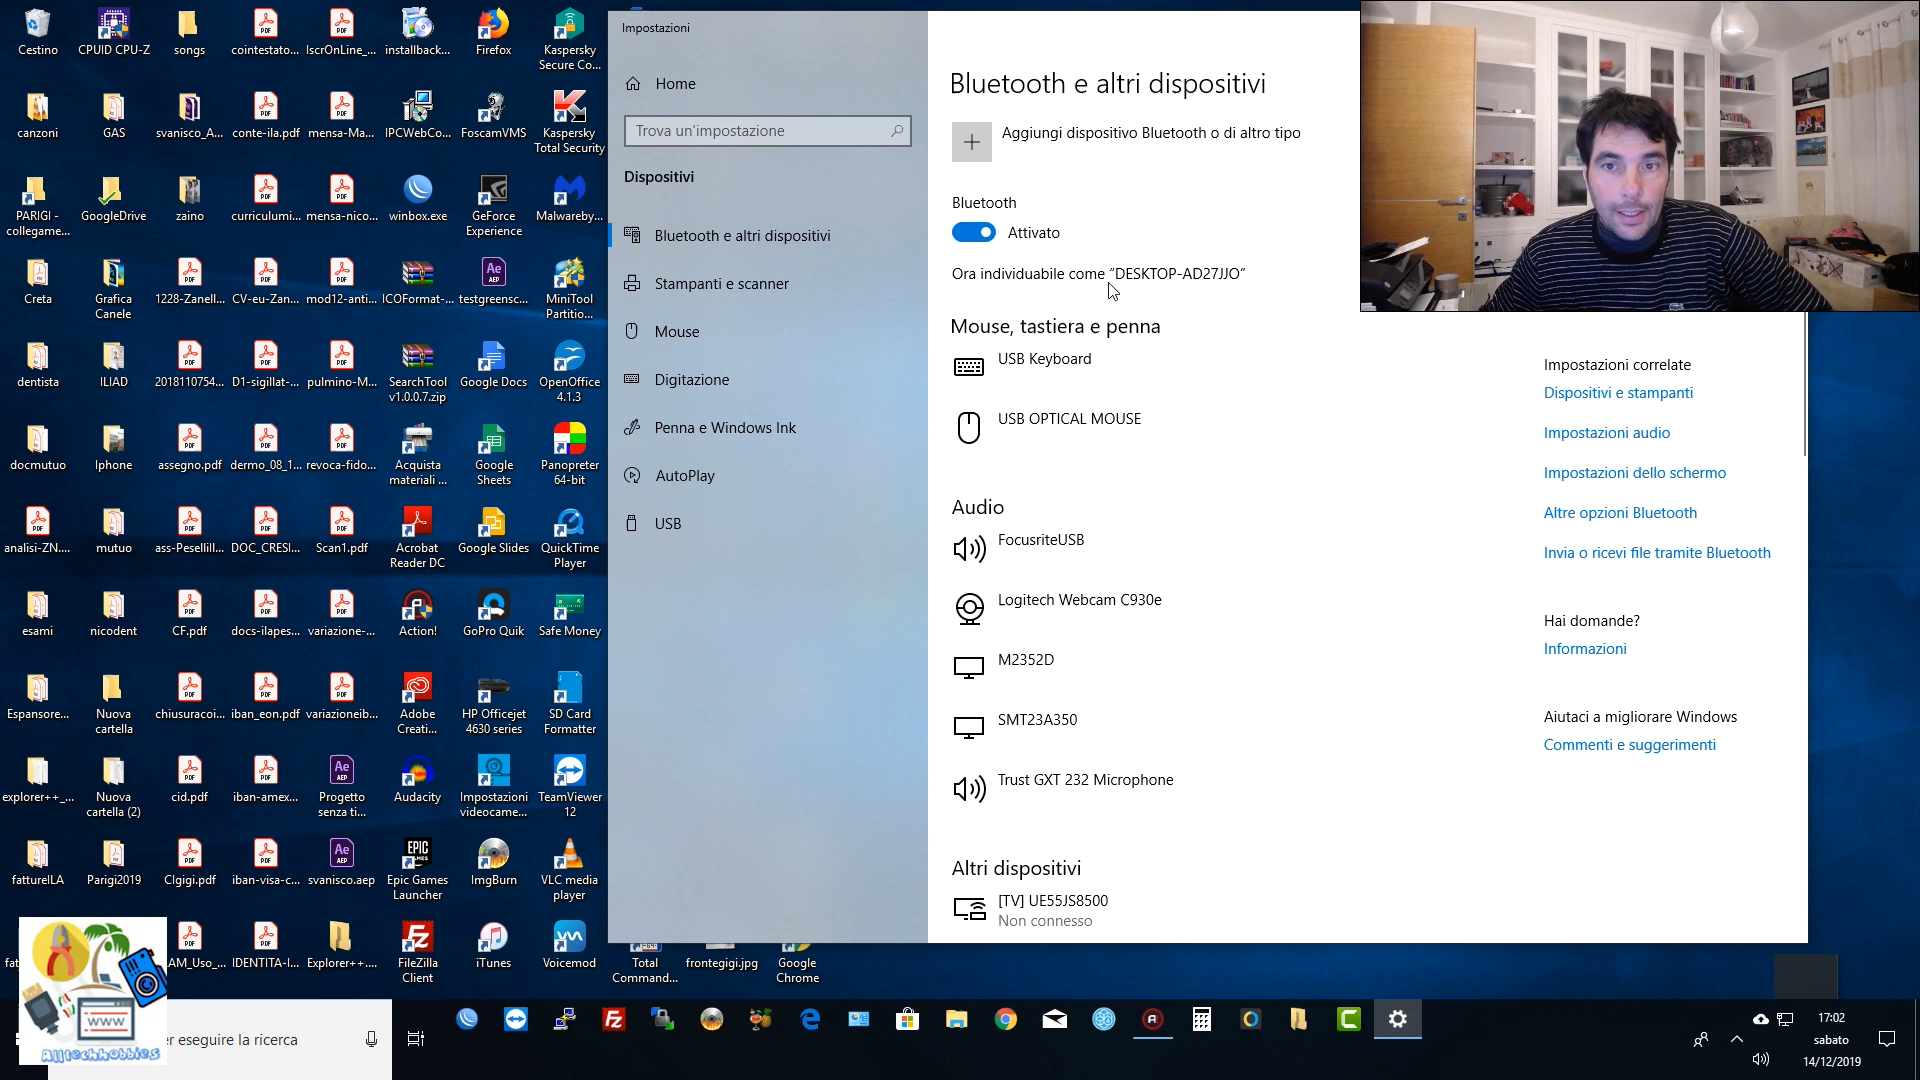 Impostazioni
Home
Trova un'impostazione
Dispositivi
Bluetooth e altri dispositivi
Stampanti e scanner
Mouse
Digitazione
Penna e Windows Ink
AutoPlay
USB
Bluetooth e altri dispositivi
Aggiungi dispositivo Bluetooth o di altro tipo
Bluetooth
Attivato
Ora individuabile come “DESKTOP-AD27JJO”
Mouse, tastiera e penna
USB Keyboard
USB OPTICAL MOUSE
Audio
FocusriteUSB
Logitech Webcam C930e
M2352D
SMT23A350
Trust GXT 232 Microphone
Altri dispositivi
[TV] UE55JS8500
Non connesso
Impostazioni correlate
Dispositivi e stampanti
Impostazioni audio
Impostazioni dello schermo
Altre opzioni Bluetooth
Invia o ricevi file tramite Bluetooth
Hai domande?
Informazioni
Aiutaci a migliorare Windows
Commenti e suggerimenti
Cestino
CPUID CPU-Z
songs
cointestato...
IscrOnLine_...
installback...
Firefox
Kaspersky
Secure Co...
canzoni
GAS
svanisco_A...
conte-ila.pdf
mensa-Ma...
IPCWebCo...
FoscamVMS
Kaspersky
Total Security
PARIGI -
collegame...
GoogleDrive
zaino
curriculumi...
mensa-nico...
winbox.exe
GeForce
Experience
Malwareby...
Creta
Grafica
Canele
1228-Zanell...
CV-eu-Zan...
mod12-anti...
ICOFormat-...
testgreensc...
MiniTool
Partitio...
dentista
ILIAD
2018110754...
D1-sigillat-...
pulmino-M...
SearchTool
v1.0.0.7.zip
Google Docs
OpenOffice
4.1.3
docmutuo
Iphone
assegno.pdf
dermo_08_1...
revoca-fido...
Acquista
materiali ...
Google
Sheets
Panopreter
64-bit
analisi-ZN....
mutuo
ass-Pesellill...
DOC_CRESI...
Scan1.pdf
Acrobat
Reader DC
Google Slides
QuickTime
Player
esami
nicodent
CF.pdf
docs-ilapes...
variazione-...
Action!
GoPro Quik
Safe Money
Espansore...
Nuova
cartella
chiusuracoi...
iban_eon.pdf
variazioneib...
Adobe
Creati...
HP Officejet
4630 series
SD Card
Formatter
explorer++_...
Nuova
cartella (2)
cid.pdf
iban-amex...
Progetto
senza ti...
Audacity
Impostazioni
videocame...
TeamViewer
12
fattureILA
Parigi2019
CIgigi.pdf
iban-visa-c...
svanisco.aep
Epic Games
Launcher
ImgBurn
VLC media
player
AM_Uso_...
IDENTITA-I...
Explorer++....
FileZilla
Client
iTunes
Voicemod
Total
Comman​d...
frontegigi.jpg
Google
Chrome
www
Alltechhobbies
er eseguire la ricerca
17:02
sabato
14/12/2019